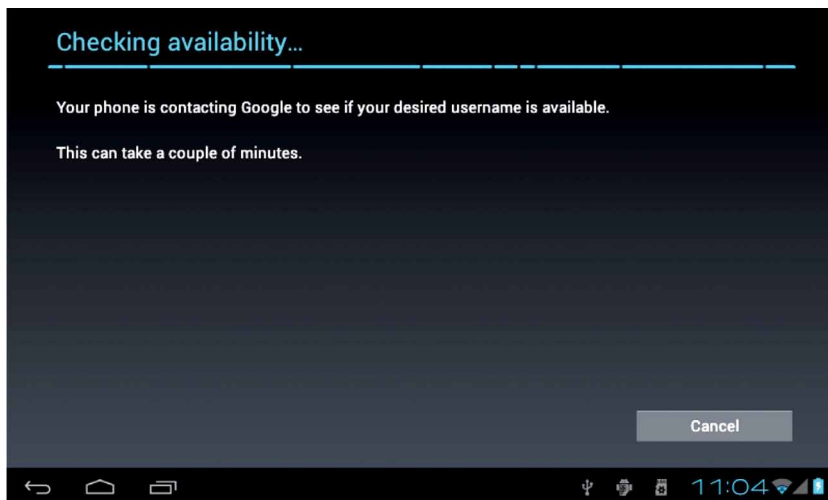 Checking availability...
Your phone is contacting Google to see if your desired username is available.
This can take a couple of minutes.
Cancel
11:04